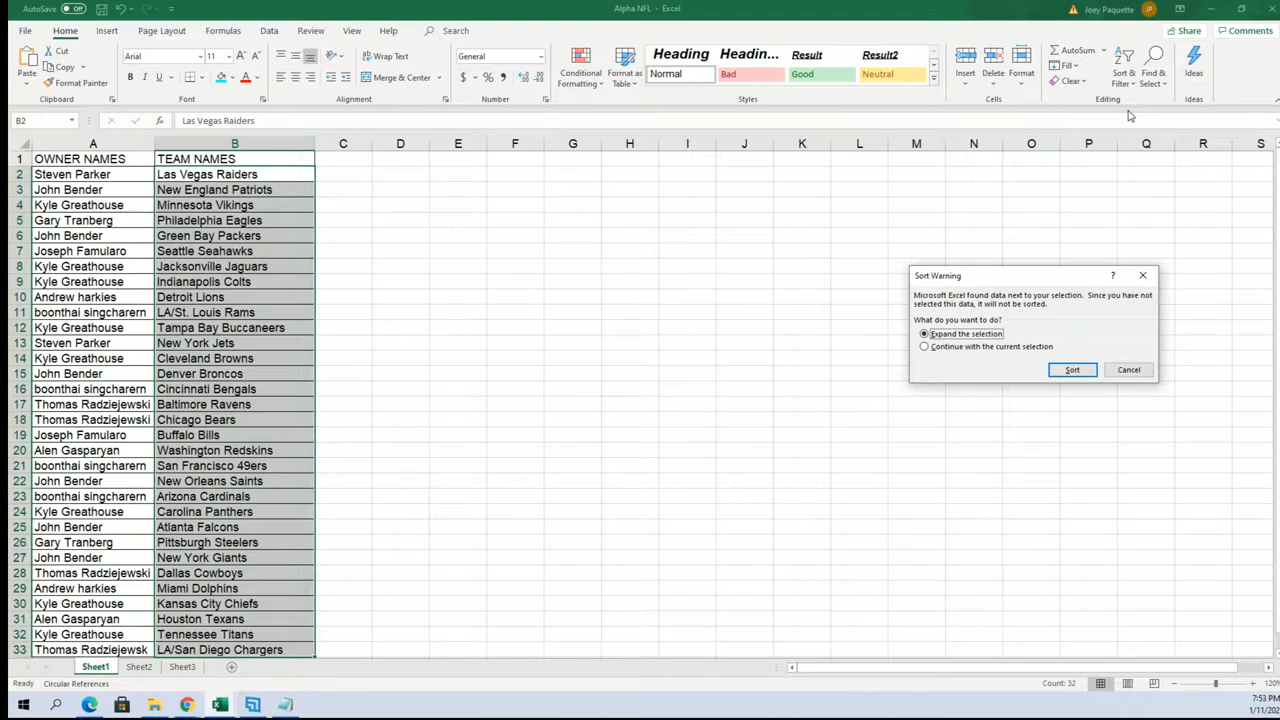 AutoSave Off Alpha NFL - Excel Joey Paquette JP
File Home Insert Page Layout Formulas Data Review View Help Search Share Comments
Paste Cut Copy Format Painter
Arial 11
B I U A
Wrap Text
Merge & Center
General
$ % ,
Conditional Formatting Format as Table
Heading Headin... Result Result2
Normal Bad Good Neutral
Insert Delete Format
AutoSum Fill Clear
Sort & Filter Find & Select Ideas
Clipboard Font Alignment Number Styles Cells Editing Ideas
B2 fx Las Vegas Raiders
A B C D E F G H I J K L M N O P Q R S
1 OWNER NAMES TEAM NAMES
2 Steven Parker Las Vegas Raiders
3 John Bender New England Patriots
4 Kyle Greathouse Minnesota Vikings
5 Gary Tranberg Philadelphia Eagles
6 John Bender Green Bay Packers
7 Joseph Famularo Seattle Seahawks
8 Kyle Greathouse Jacksonville Jaguars
9 Kyle Greathouse Indianapolis Colts
10 Andrew harkies Detroit Lions
11 boonthai singcharern LA/St. Louis Rams
12 Kyle Greathouse Tampa Bay Buccaneers
13 Steven Parker New York Jets
14 Kyle Greathouse Cleveland Browns
15 John Bender Denver Broncos
16 boonthai singcharern Cincinnati Bengals
17 Thomas Radziejewski Baltimore Ravens
18 Thomas Radziejewski Chicago Bears
19 Joseph Famularo Buffalo Bills
20 Alen Gasparyan Washington Redskins
21 boonthai singcharern San Francisco 49ers
22 John Bender New Orleans Saints
23 boonthai singcharern Arizona Cardinals
24 Kyle Greathouse Carolina Panthers
25 John Bender Atlanta Falcons
26 Gary Tranberg Pittsburgh Steelers
27 John Bender New York Giants
28 Thomas Radziejewski Dallas Cowboys
29 Andrew harkies Miami Dolphins
30 Kyle Greathouse Kansas City Chiefs
31 Alen Gasparyan Houston Texans
32 Kyle Greathouse Tennessee Titans
33 Thomas Radziejewsk LA/San Diego Chargers
Sort Warning ?
Microsoft Excel found data next to your selection. Since you have not
selected this data, it will not be sorted.
What do you want to do?
Expand the selection
Continue with the current selection
Sort Cancel
Sheet1 Sheet2 Sheet3
Ready Circular References Count: 32 120%
7:53 PM
1/11/202